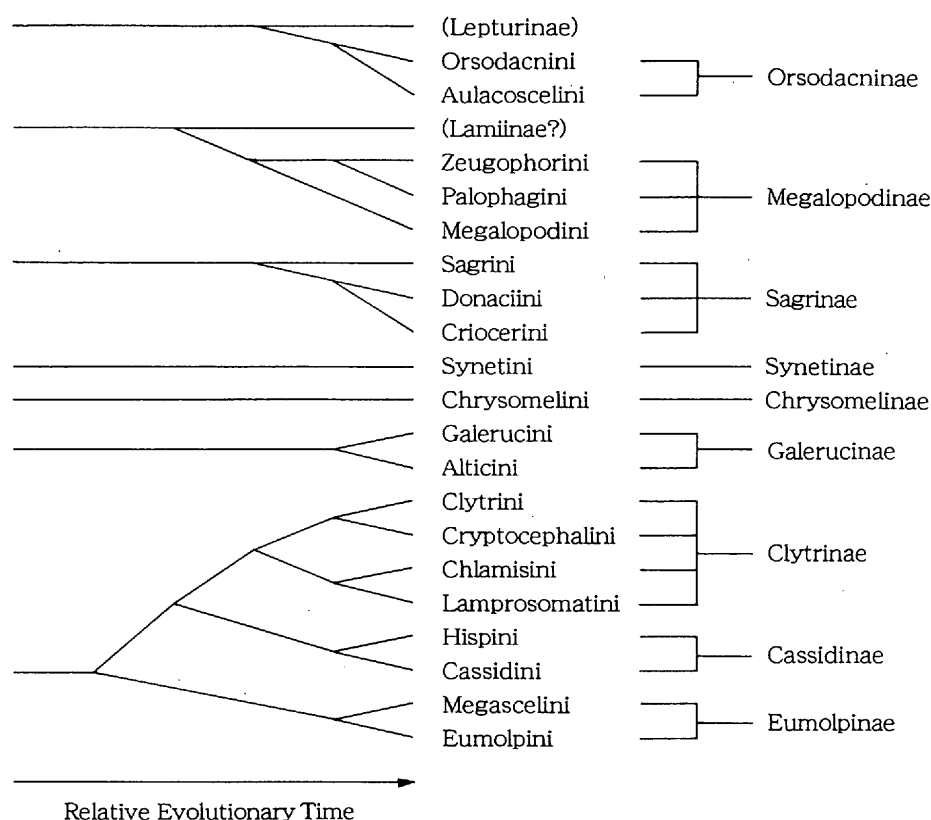 (Lepturinae)
Orsodacnini
Aulacoscelini
Orsodacninae
(Lamiinae?)
Zeugophorini
Palophagini
Megalopodini
Megalopodinae
Sagrini
Donaciini
Criocerini
Sagrinae
Synetini
Synetinae
Chrysomelini
Chrysomelinae
Galerucini
Alticini
Galerucinae
Clytrini
Cryptocephalini
Chlamisini
Lamprosomatini
Clytrinae
Hispini
Cassidini
Cassidinae
Megascelini
Eumolpini
Eumolpinae
Relative Evolutionary Time